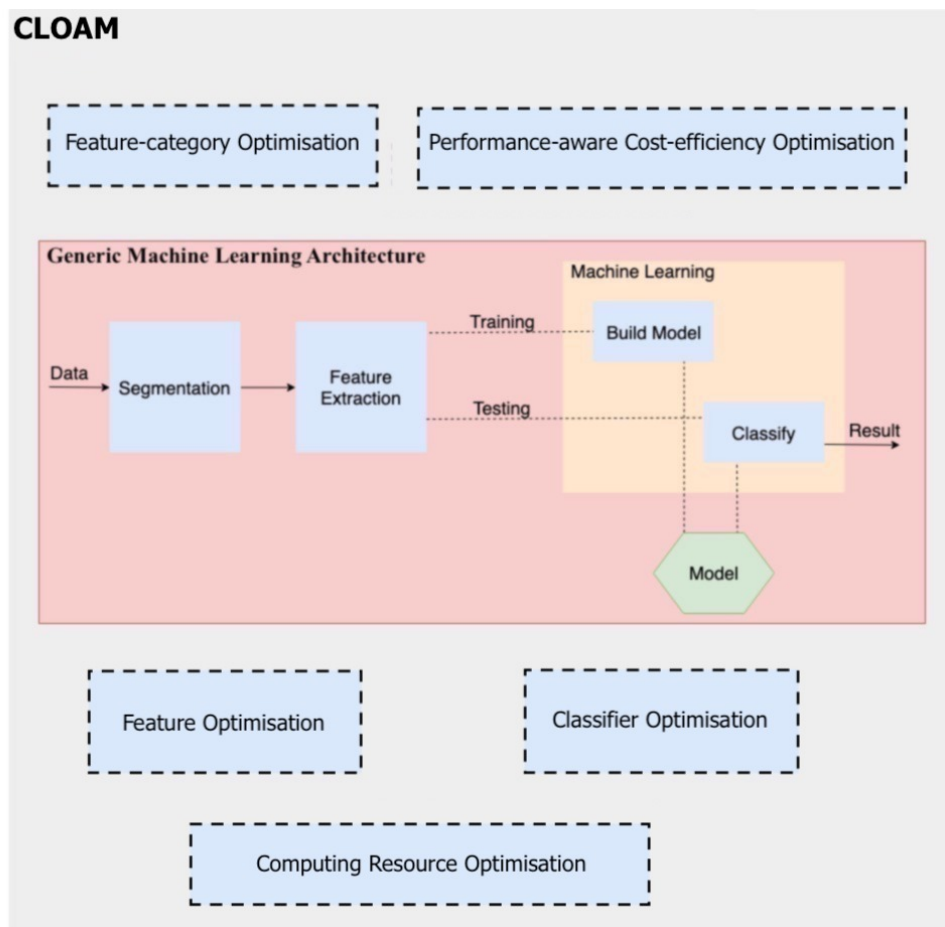 CLOAM
Feature-category Optimisation
Performance-aware Cost-efficiency Optimisation
Generic Machine Learning Architecture
Machine Learning
Data
Segmentation
Feature
Extraction
Training
Testing
Build Model
Classify
Result
Model
Feature Optimisation
Classifier Optimisation
Computing Resource Optimisation